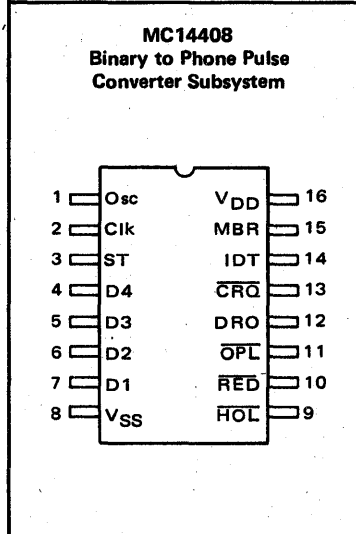 MC14408
Binary to Phone Pulse
Converter Subsystem
1 Osc VDD 16
2 Clk MBR 15
3 ST IDT 14
4 D4 CRQ 13
5 D3 DRO 12
6 D2 OPL 11
7 D1 RED 10
8 VSS HOL 9